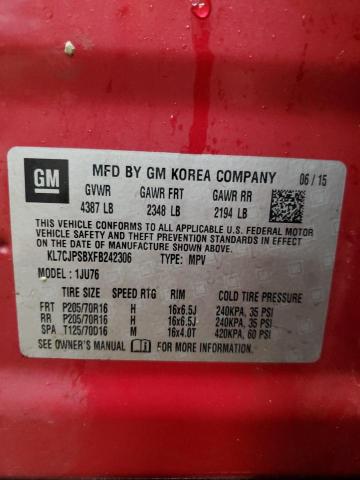 GM
MFD BY GM KOREA COMPANY 06/15
GVWR GAWR FRT GAWR RR
4387 LB 2348 LB 2194 LB
THIS VEHICLE CONFORMS TO ALL APPLICABLE U.S. FEDERAL MOTOR
VEHICLE SAFETY AND THEFT PREVENTION STANDARDS IN EFFECT
ON THE DATE OF MANUFACTURE SHOWN ABOVE.
KL7CJPSBXFB242306 TYPE: MPV
MODEL: 1JU76
TIRE SIZE SPEED RTG RIM COLD TIRE PRESSURE
FRT P205/70R16 H 16x6.5J 240KPA, 35 PSI
RR P205/70R16 H 16x6.5J 240KPA, 35 PSI
SPA T125/70D16 M 16x4.0T 420KPA, 60 PSI
SEE OWNER'S MANUAL FOR MORE INFORMATION